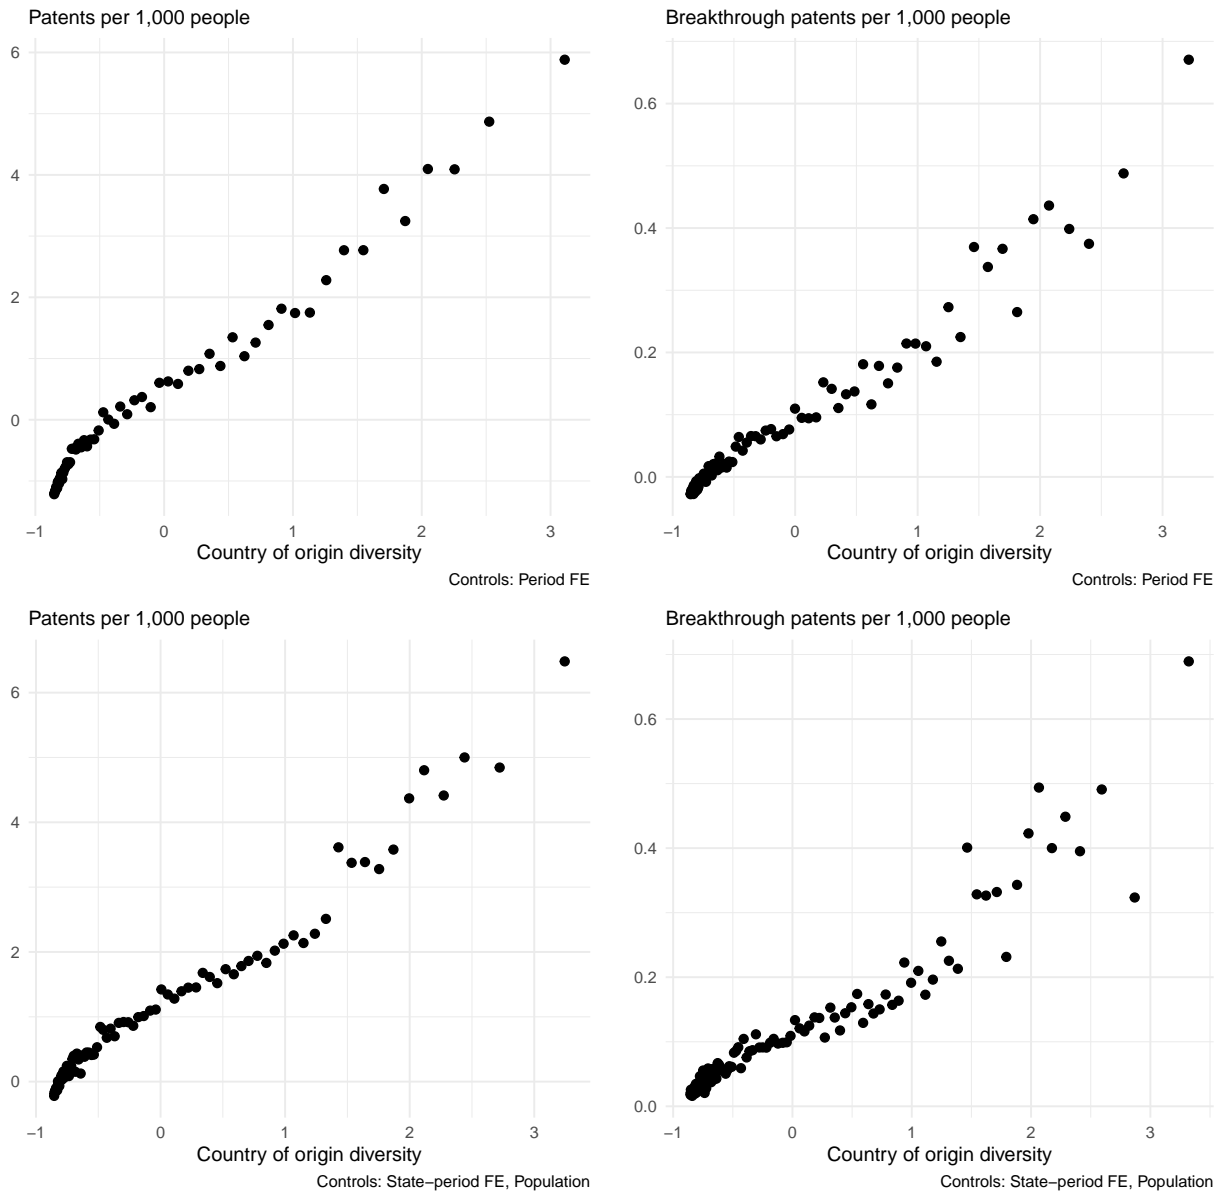 Patents per 1,000 people
6
4
2
0
−1 0 1 2 3
Country of origin diversity
Controls: Period FE
Breakthrough patents per 1,000 people
0.6
0.4
0.2
0.0
−1 0 1 2 3
Country of origin diversity
Controls: Period FE
Patents per 1,000 people
6
4
2
0
−1 0 1 2 3
Country of origin diversity
Controls: State−period FE, Population
Breakthrough patents per 1,000 people
0.6
0.4
0.2
0.0
−1 0 1 2 3
Country of origin diversity
Controls: State−period FE, Population